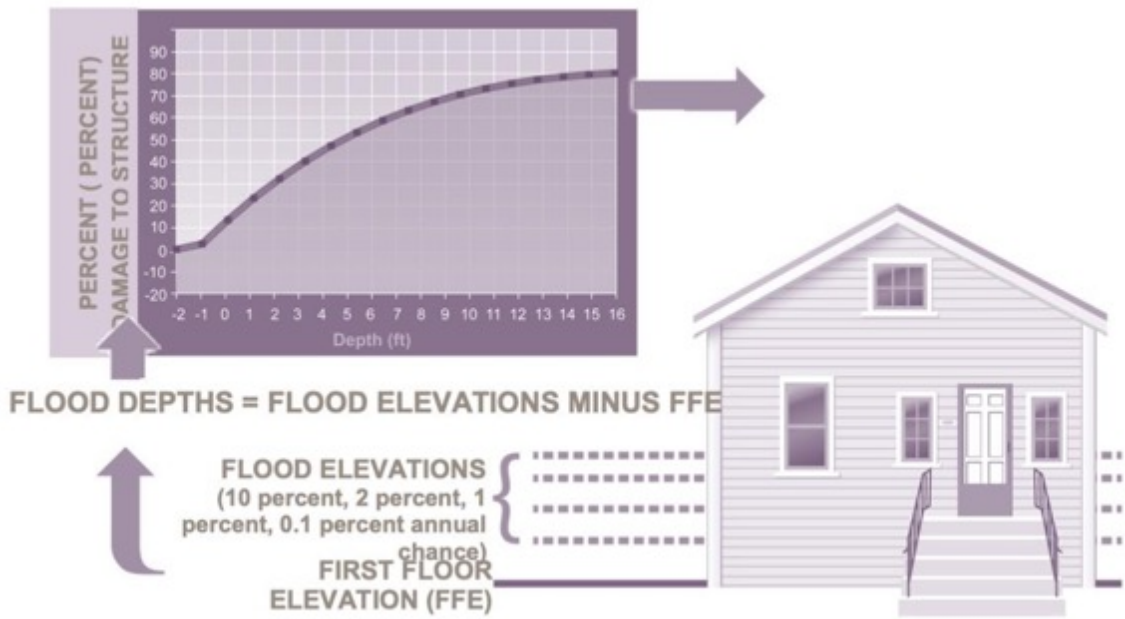 PERCENT ( PERCENT)
DAMAGE TO STRUCTURE
90
80
70
60
50
40
30
20
10
0
-10
-20
-2 -1 0 1 2 3 4 5 6 7 8 9 10 11 12 13 14 15 16
Depth (ft)
FLOOD DEPTHS = FLOOD ELEVATIONS MINUS FFE
FLOOD ELEVATIONS
(10 percent, 2 percent, 1
percent, 0.1 percent annual
chance)
FIRST FLOOR
ELEVATION (FFE)